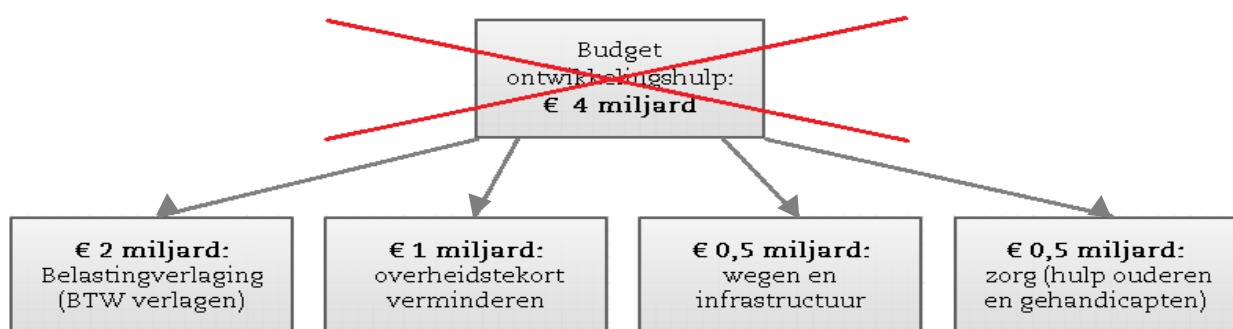 Budget
ontwikkelingshulp:
€ 4 miljard
€ 2 miljard:
Belastingverlaging
(BTW verlagen)
€ 1 miljard:
overheidstekort
verminderen
€ 0,5 miljard:
wegen en
infrastructuur
€ 0,5 miljard:
zorg (hulp ouderen
en gehandicapten)